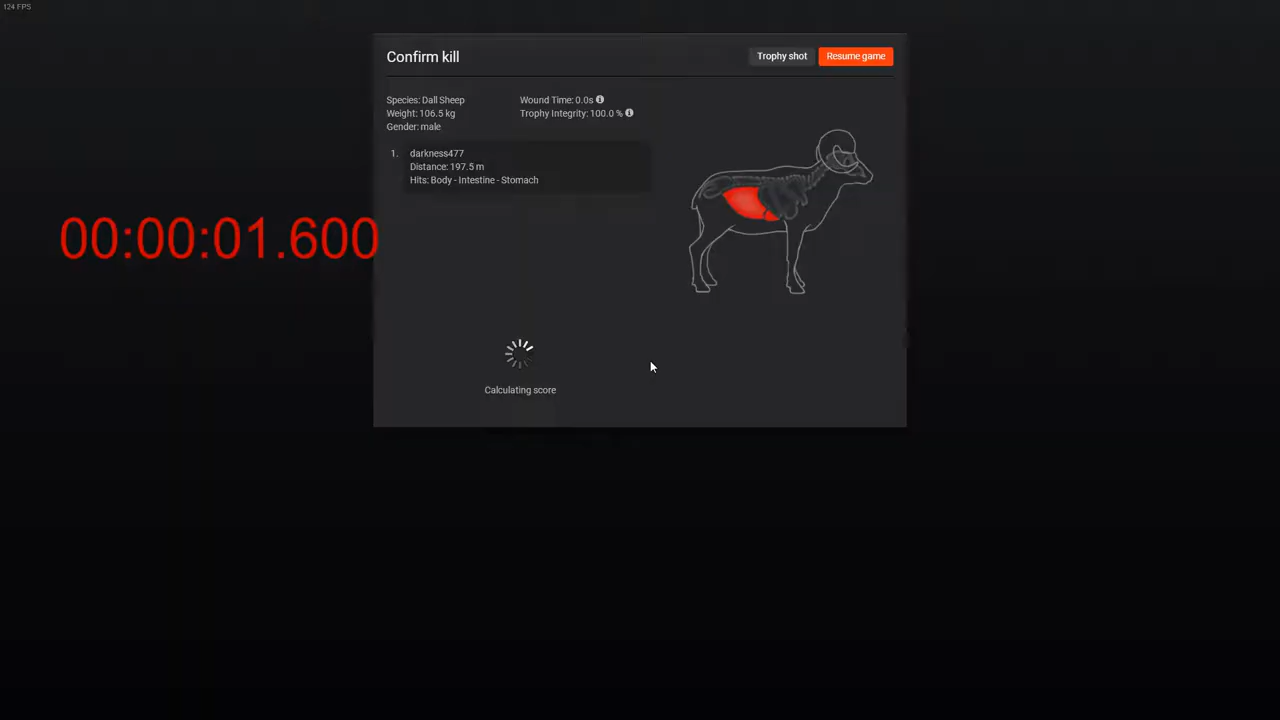 124 FPS
Confirm kill
Trophy shot
Resume game
Species: Dall Sheep
Weight: 106.5 kg
Gender: male
Wound Time: 0.0s
Trophy Integrity: 100.0 %
1. darkness477
Distance: 197.5 m
Hits: Body - Intestine - Stomach
00:00:01.600
Calculating score